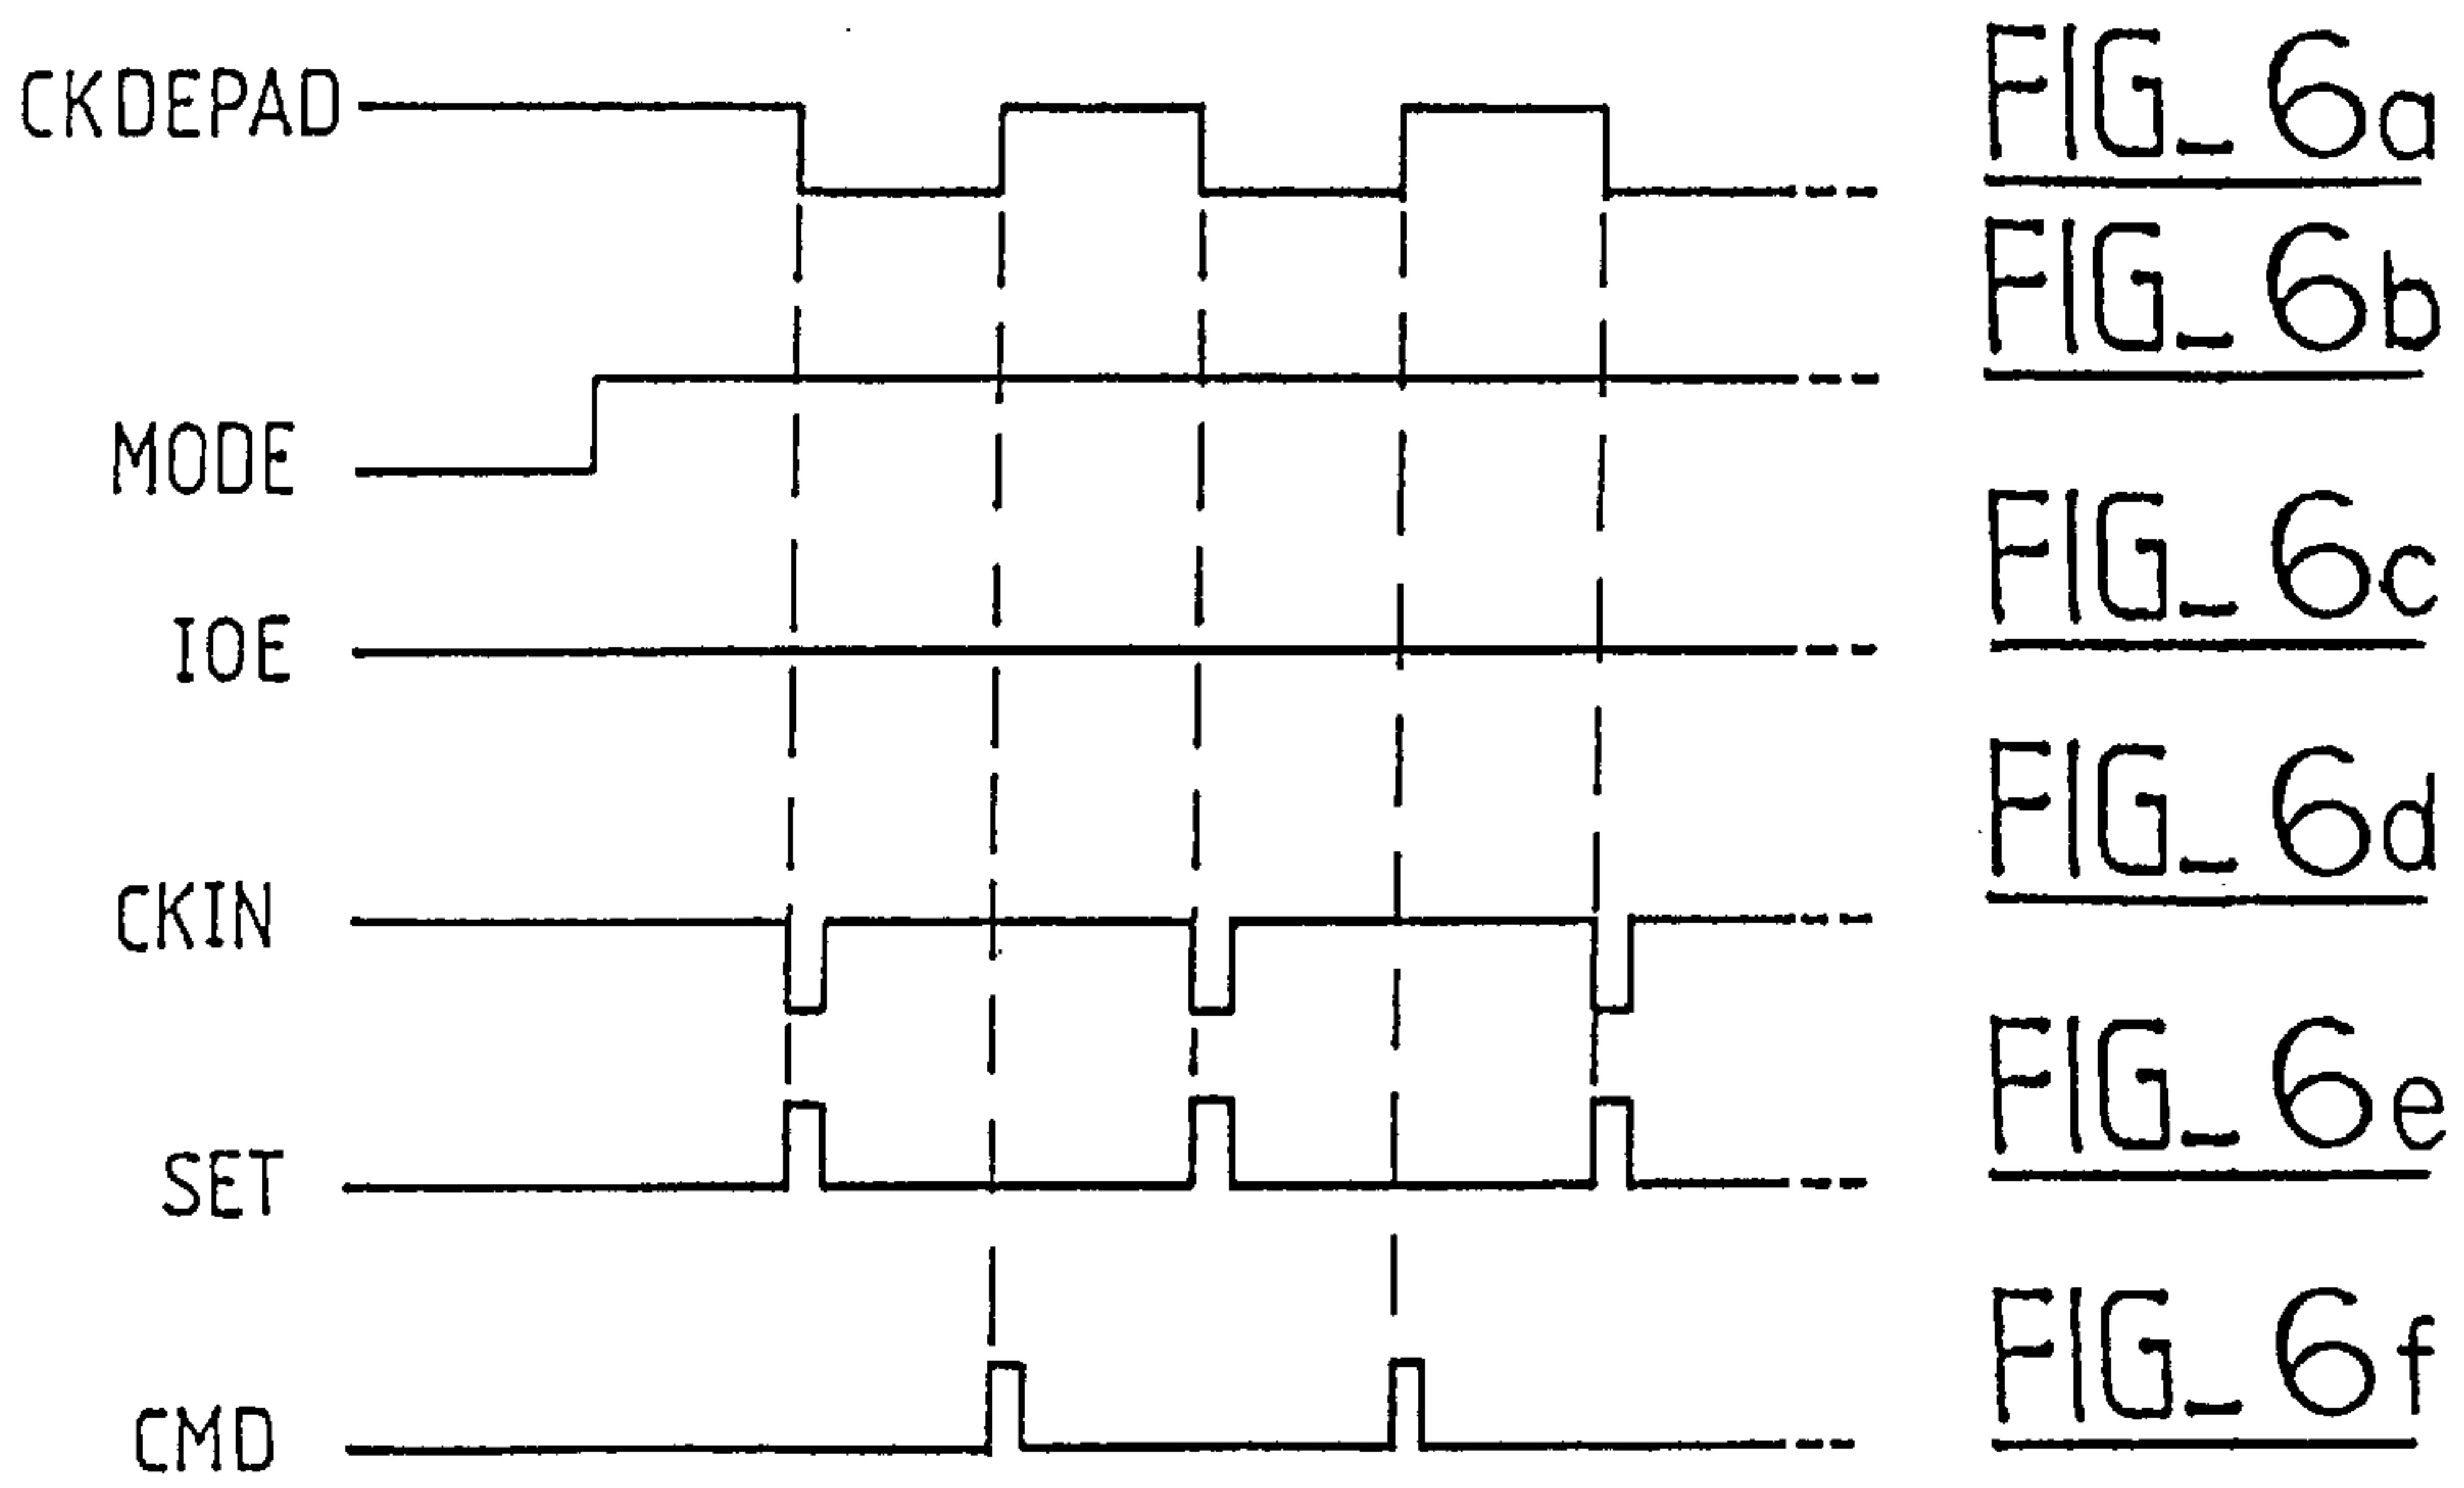 CKDEPAD
FIG_6a
FIG_6b
MODE
FIG_6c
IOE
FIG_6d
CKIN
FIG_6e
SET
FIG_6f
CMD